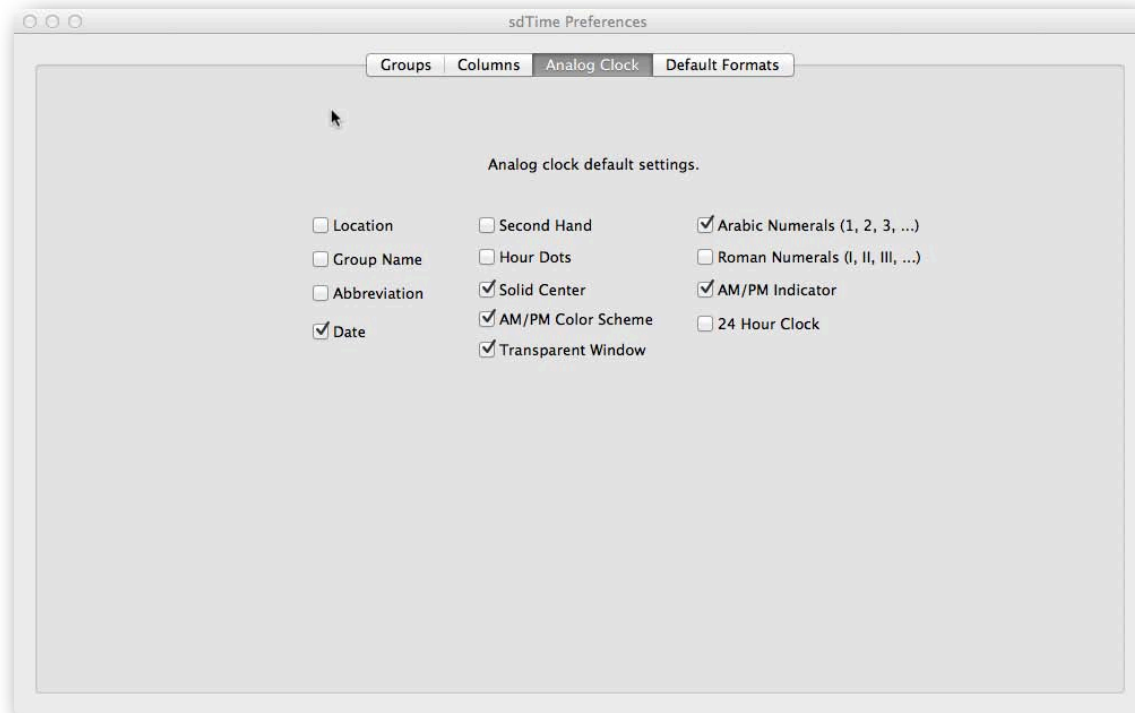 sdTime Preferences
Groups Columns Analog Clock Default Formats
Analog clock default settings.
Location
Group Name
Abbreviation
Date
Second Hand
Hour Dots
Solid Center
AM/PM Color Scheme
Transparent Window
Arabic Numerals (1, 2, 3, ...)
Roman Numerals (I, II, III, ...)
AM/PM Indicator
24 Hour Clock